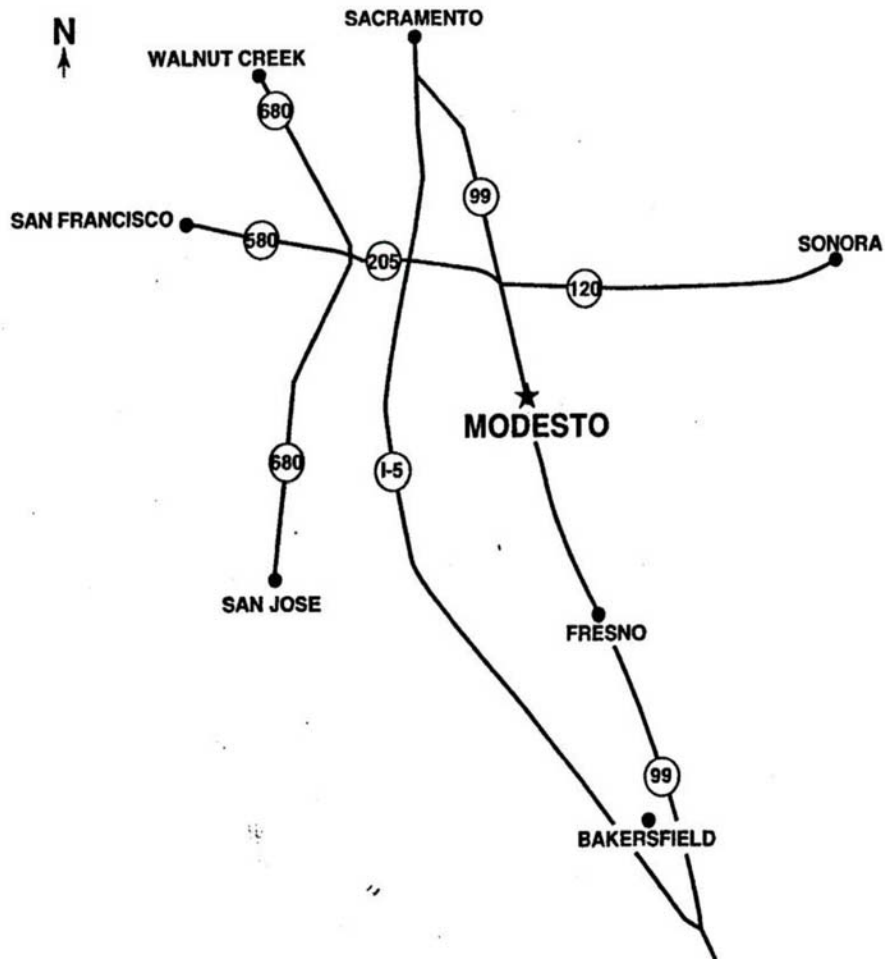 N
SACRAMENTO
WALNUT CREEK
680
99
SAN FRANCISCO
580
205
SONORA
120
MODESTO
680
I-5
SAN JOSE
FRESNO
99
BAKERSFIELD